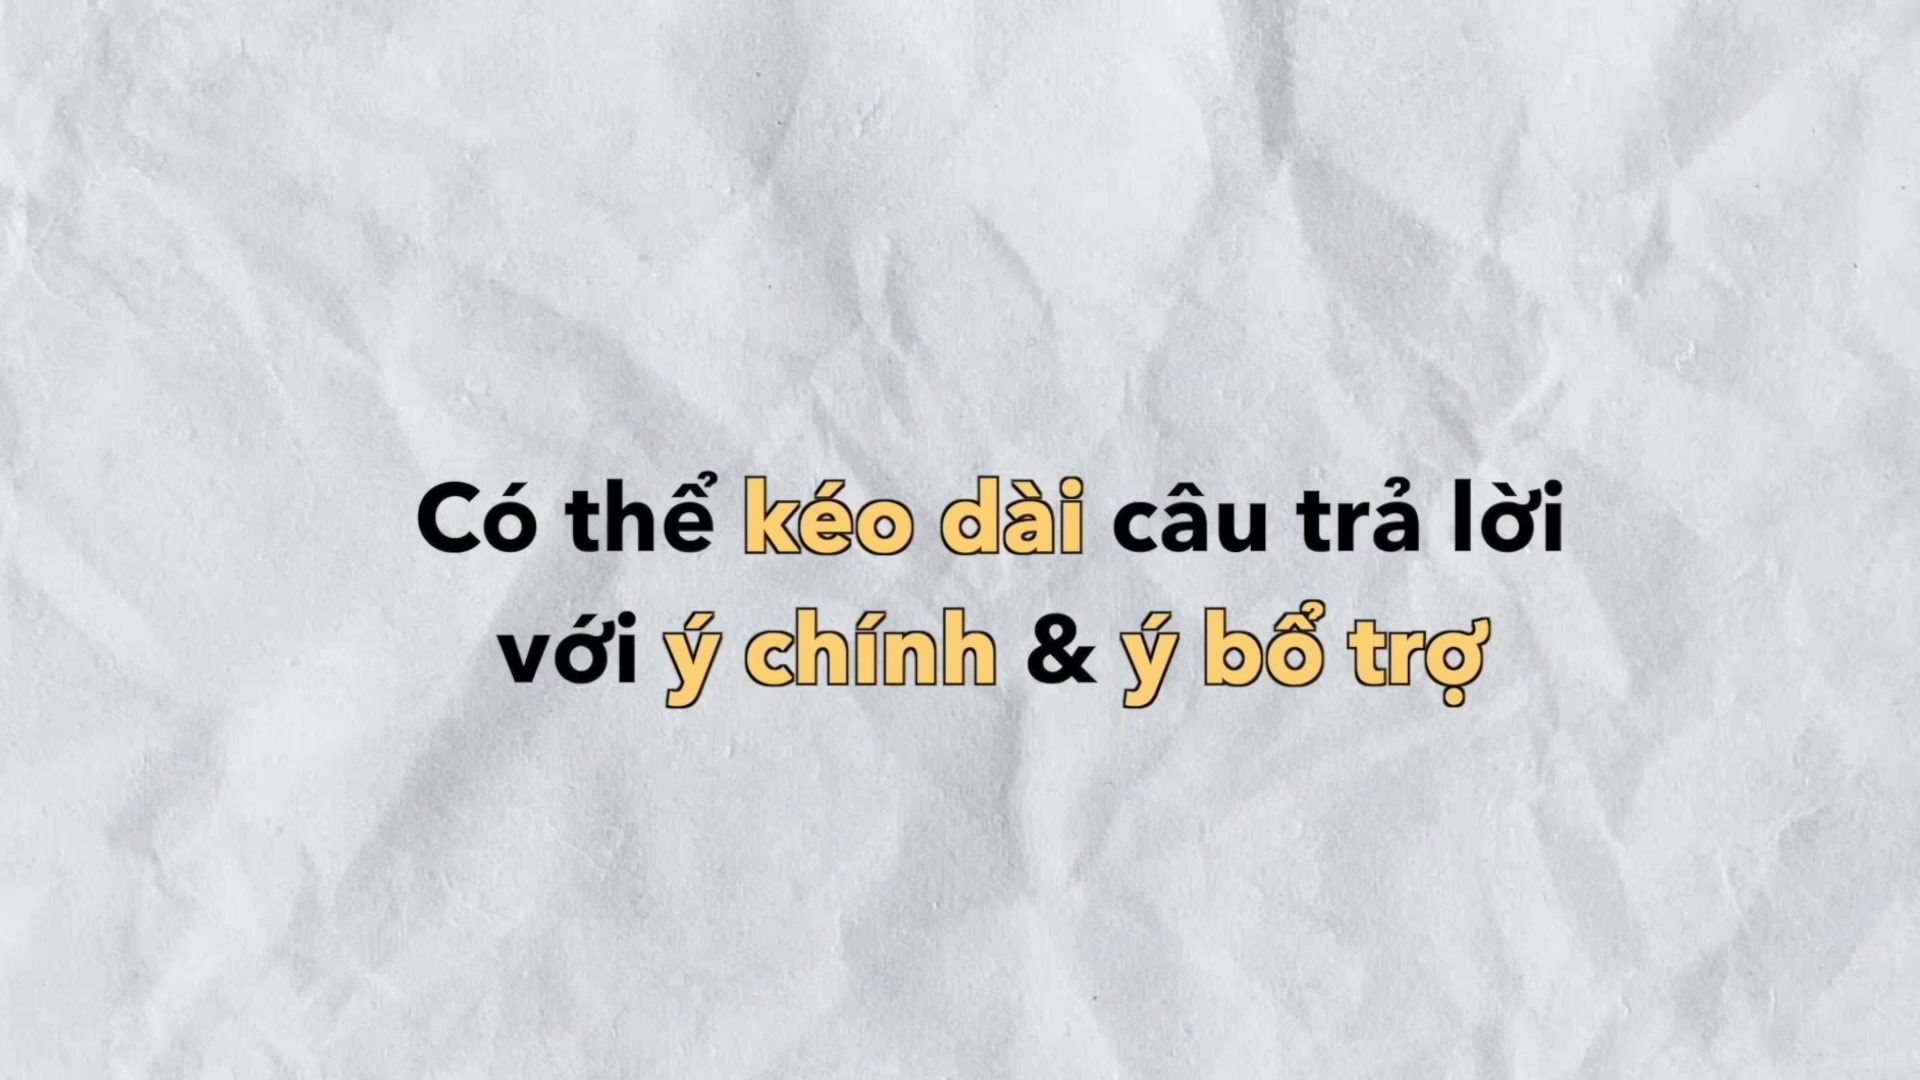 Có thể kéo dài câu trả lời
với ý chính & ý bổ trợ